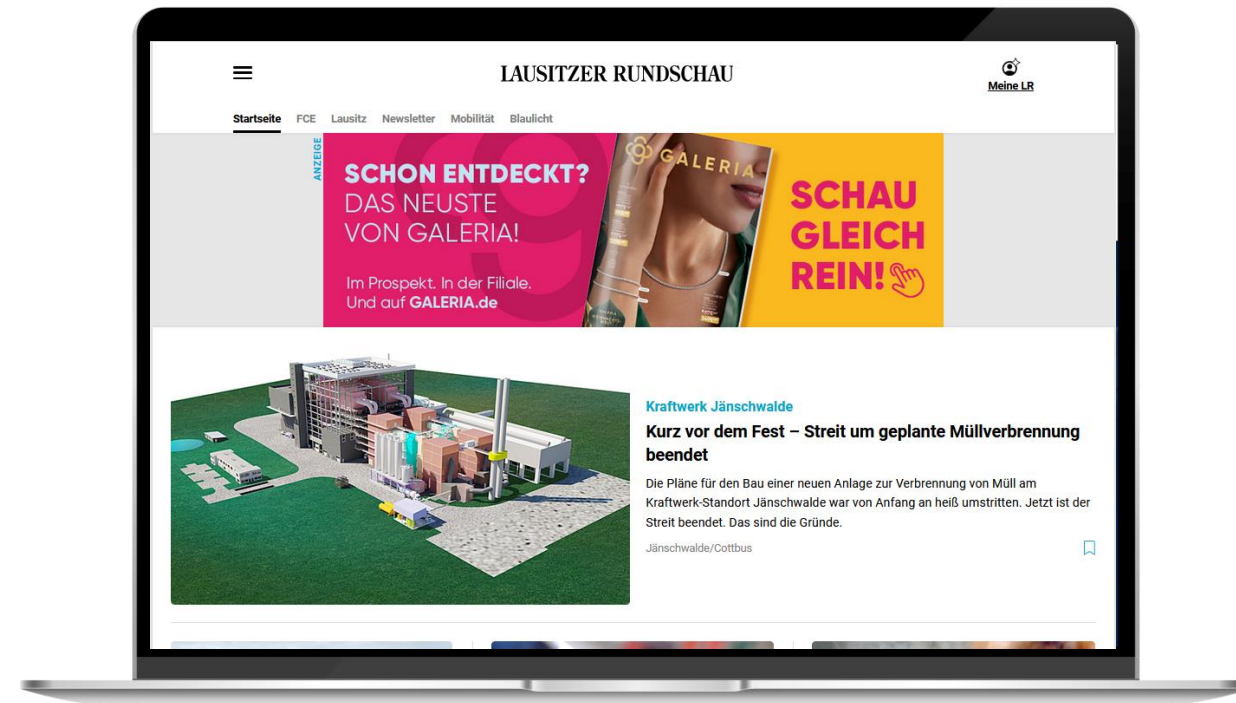 LAUSITZER RUNDSCHAU
Meine LR
Startseite FCE Lausitz Newsletter Mobilität Blaulicht
ANZEIGE
SCHON ENTDECKT?
DAS NEUSTE
VON GALERIA!
Im Prospekt. In der Filiale.
Und auf GALERIA.de
GALERIA
SCHAU
GLEICH
REIN!
Kraftwerk Jänschwalde
Kurz vor dem Fest – Streit um geplante Müllverbrennung
beendet
Die Pläne für den Bau einer neuen Anlage zur Verbrennung von Müll am
Kraftwerk-Standort Jänschwalde war von Anfang an heiß umstritten. Jetzt ist der
Streit beendet. Das sind die Gründe.
Jänschwalde/Cottbus